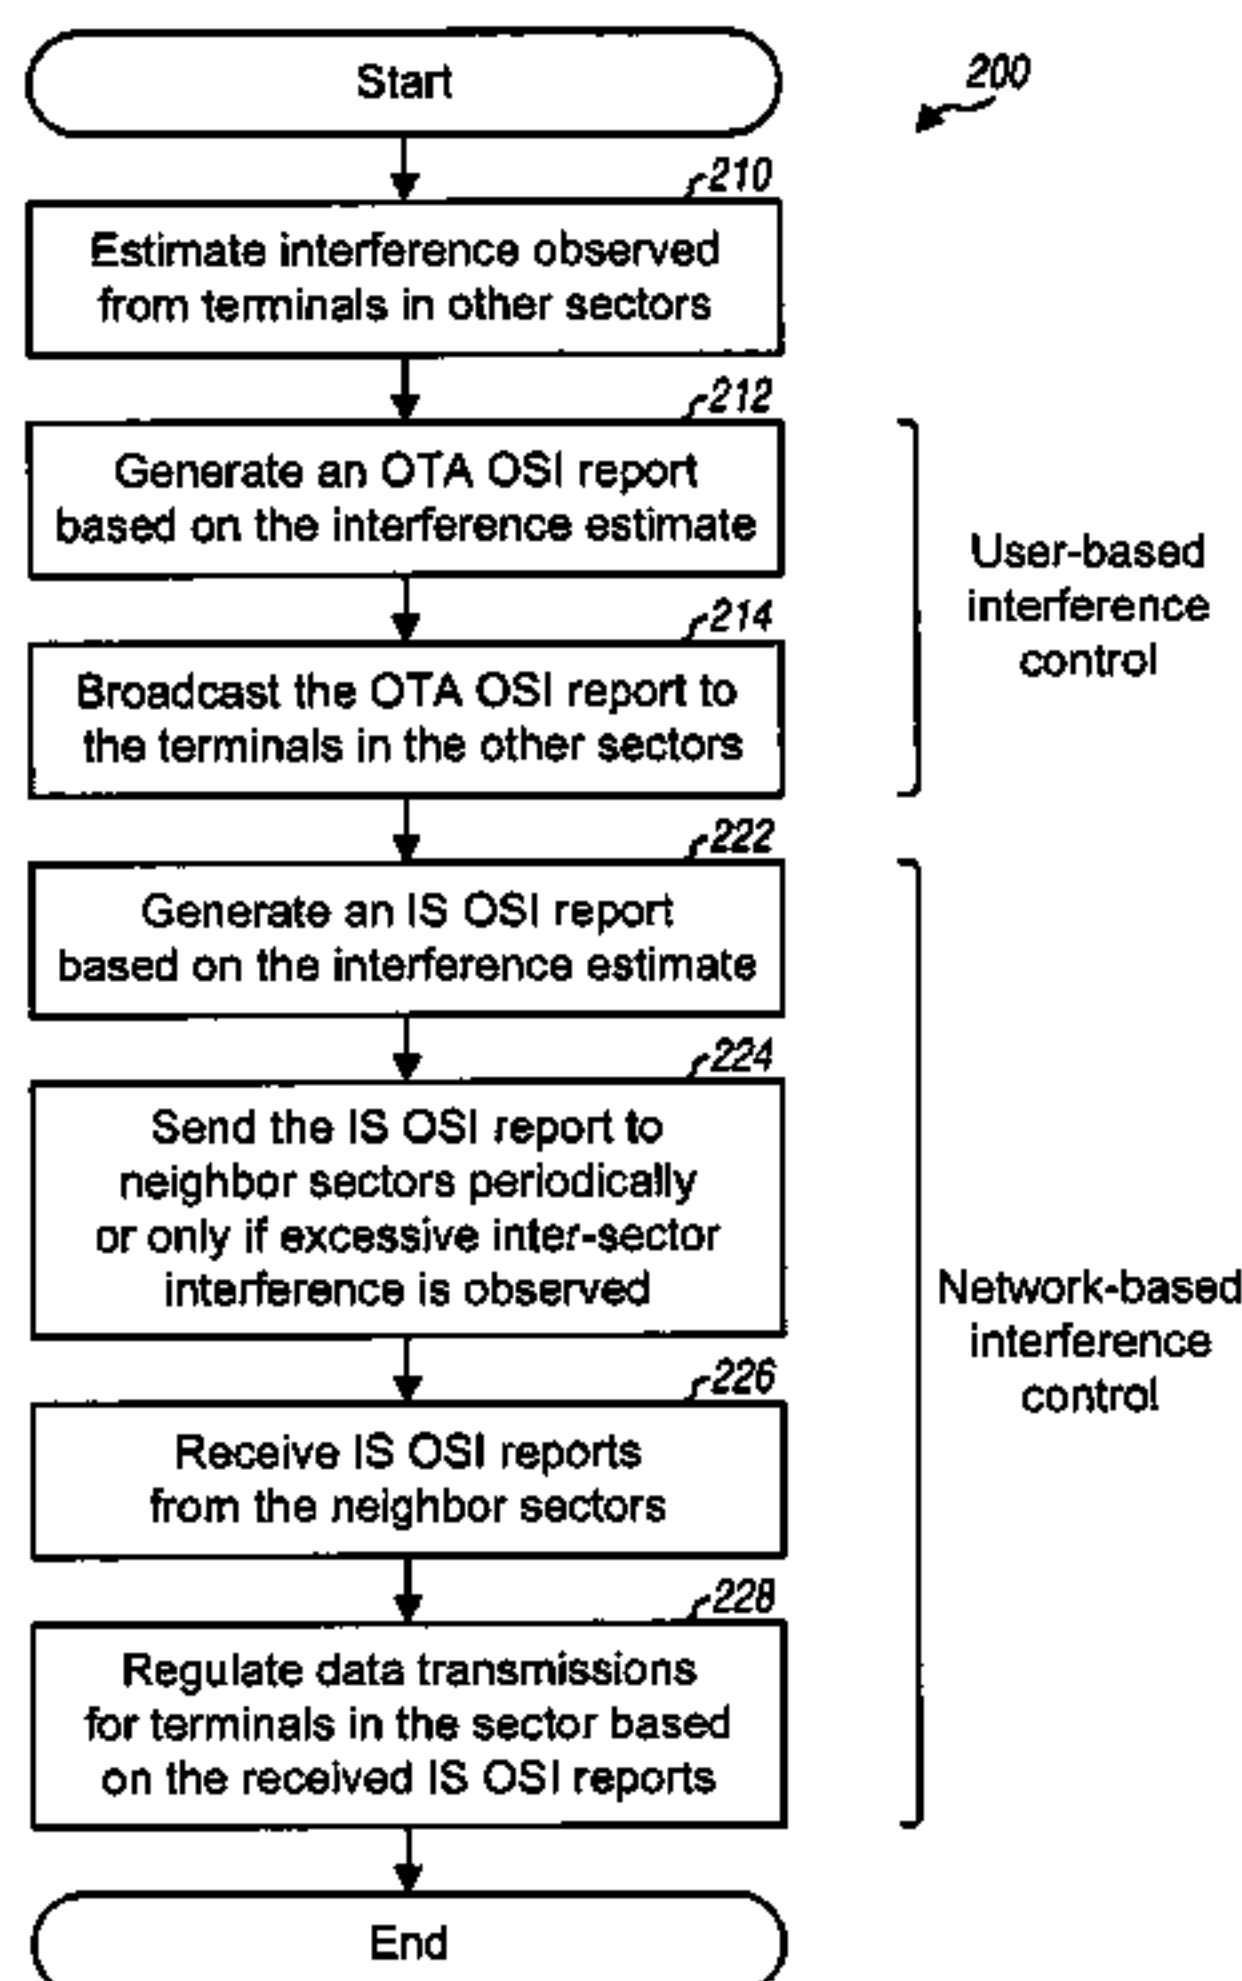 Start
200
210
Estimate interference observed
from terminals in other sectors
212
Generate an OTA OSI report
based on the interference estimate
User-based
interference
control
214
Broadcast the OTA OSI report to
the terminals in the other sectors
222
Generate an IS OSI report
based on the interference estimate
224
Send the IS OSI report to
neighbor sectors periodically
or only if excessive inter-sector
interference is observed
Network-based
interference
control
226
Receive IS OSI reports
from the neighbor sectors
228
Regulate data transmissions
for terminals in the sector based
on the received IS OSI reports
End